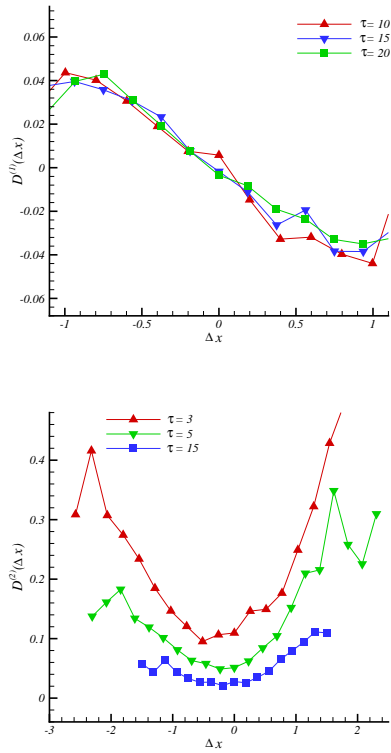 τ = 10
τ = 15
τ = 20
0.06
0.04
0.02
0
-0.02
-0.04
-0.06
D⁽¹⁾(Δx)
-1 -0.5 0 0.5 1
Δx
τ = 3
τ = 5
τ = 15
0.4
0.3
0.2
0.1
0
D⁽²⁾(Δx)
-3 -2 -1 0 1 2
Δx